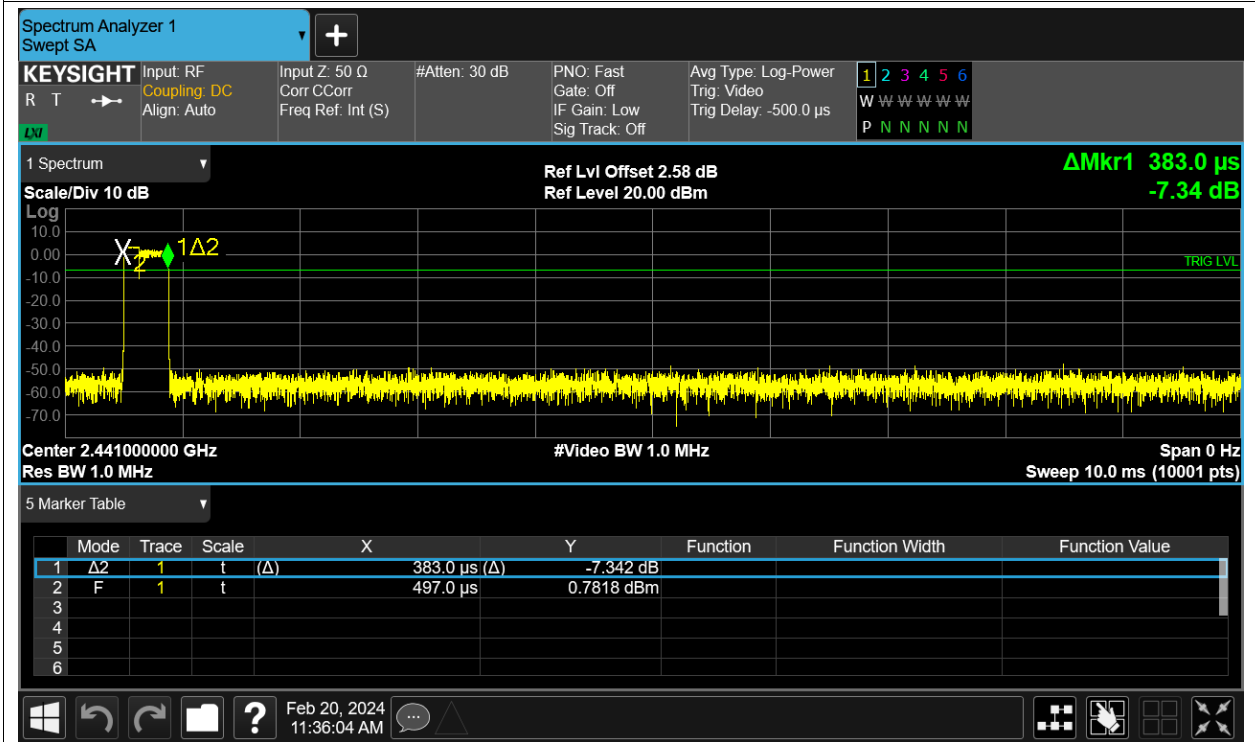 Spectrum Analyzer 1
Swept SA
KEYSIGHT
R T
LXI
Input: RF
Coupling: DC
Align: Auto
Input Z: 50 Ω
Corr CCorr
Freq Ref: Int (S)
#Atten: 30 dB
PNO: Fast
Gate: Off
IF Gain: Low
Sig Track: Off
Avg Type: Log-Power
Trig: Video
Trig Delay: -500.0 µs
1 2 3 4 5 6
W W W W W W
P N N N N N
1 Spectrum
Scale/Div 10 dB
Ref Lvl Offset 2.58 dB
Ref Level 20.00 dBm
ΔMkr1 383.0 µs
-7.34 dB
Log
10.0
0.00
-10.0
-20.0
-30.0
-40.0
-50.0
-60.0
-70.0
X
2
1Δ2
TRIG LVL
Center 2.441000000 GHz
#Video BW 1.0 MHz
Span 0 Hz
Res BW 1.0 MHz
Sweep 10.0 ms (10001 pts)
5 Marker Table
Mode Trace Scale X Y Function Function Width Function Value
1 Δ2 1 t (Δ) 383.0 µs (Δ) -7.342 dB
2 F 1 t 497.0 µs 0.7818 dBm
3
4
5
6
?
Feb 20, 2024
11:36:04 AM